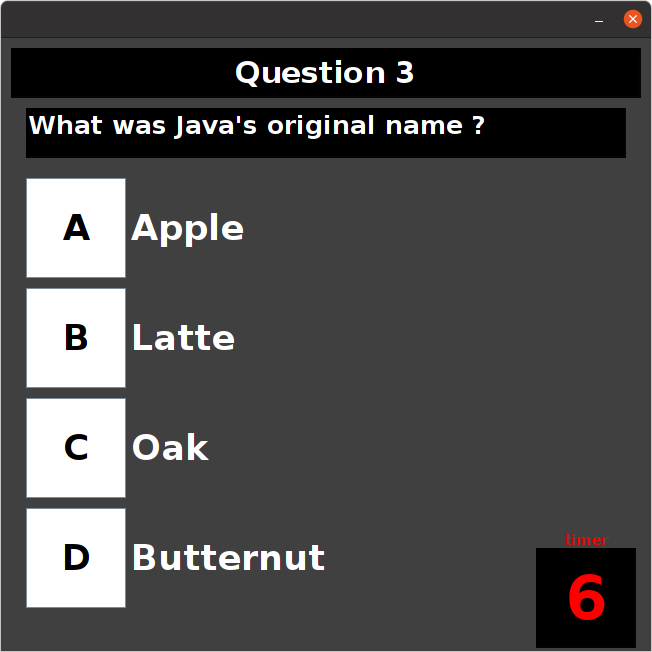 Question 3
What was Java's original name ?
A Apple
B Latte
C Oak
D Butternut
timer
6